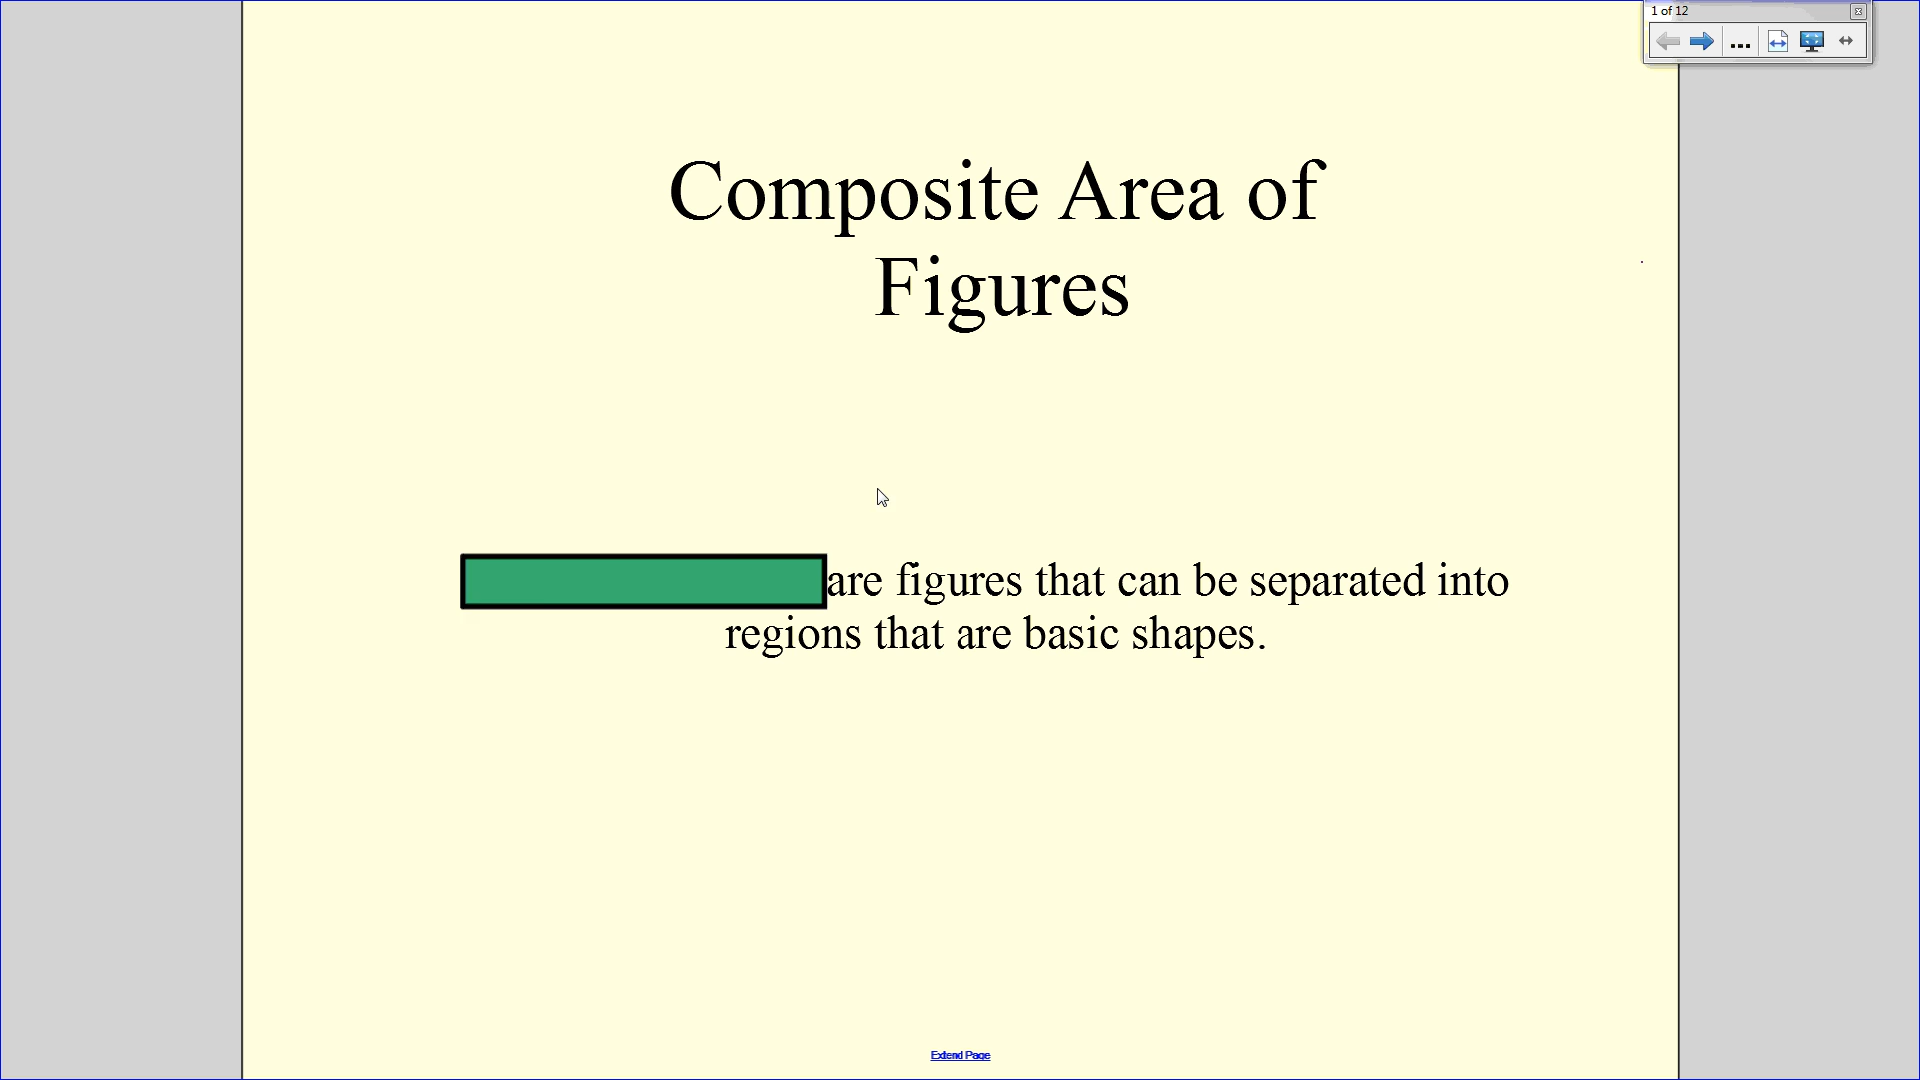 1 of 12
Composite Area of
Figures
are figures that can be separated into
regions that are basic shapes.
Extend Page